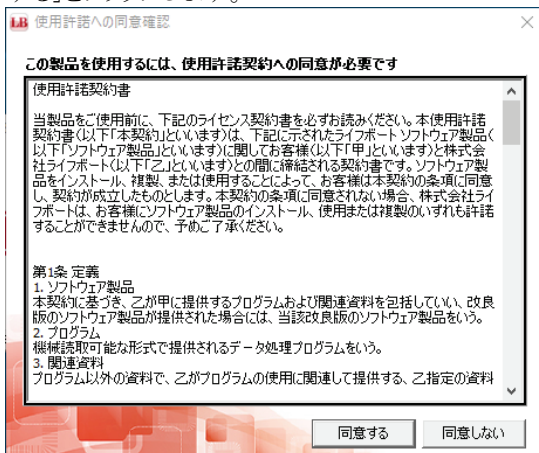 する」をクリックします。
LB 使用許諾への同意確認
この製品を使用するには、使用許諾契約への同意が必要です
使用許諾契約書
当製品をご使用前に、下記のライセンス契約書を必ずお読みください。本使用許諾
契約書(以下「本契約」といいます)は、下記に示されたライフボート ソフトウェア製品(
以下「ソフトウェア製品」といいます)に関してお客様(以下「甲」といいます)と株式会
社ライフボート(以下「乙」といいます)との間に締結される契約書です。ソフトウェア製
品をインストール、複製、または使用することによって、お客様は本契約の条項に同意
し、契約が成立したものとします。本契約の条項に同意されない場合、株式会社ライ
フボートは、お客様にソフトウェア製品のインストール、使用または複製のいずれも許諾
することができませんので、予めご了承ください。
第1条 定義
1. ソフトウェア製品
本契約に基づき、乙が甲に提供するプログラムおよび関連資料を包括していい、改良
版のソフトウェア製品が提供された場合には、当該改良版のソフトウェア製品をいう。
2. プログラム
機械読取可能な形式で提供されるデータ処理プログラムをいう。
3. 関連資料
プログラム以外の資料で、乙がプログラムの使用に関連して提供する、乙指定の資料
同意する
同意しない